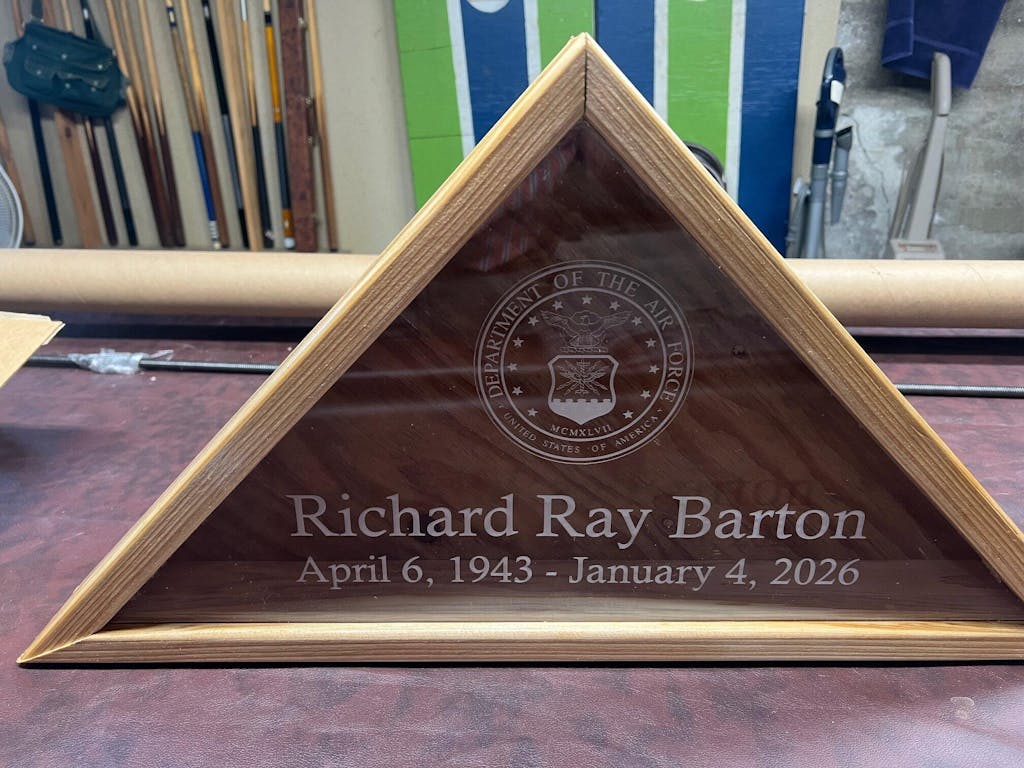 DEPARTMENT OF THE AIR FORCE
MCMXLVII
UNITED STATES OF AMERICA
Richard Ray Barton
April 6, 1943 - January 4, 2026